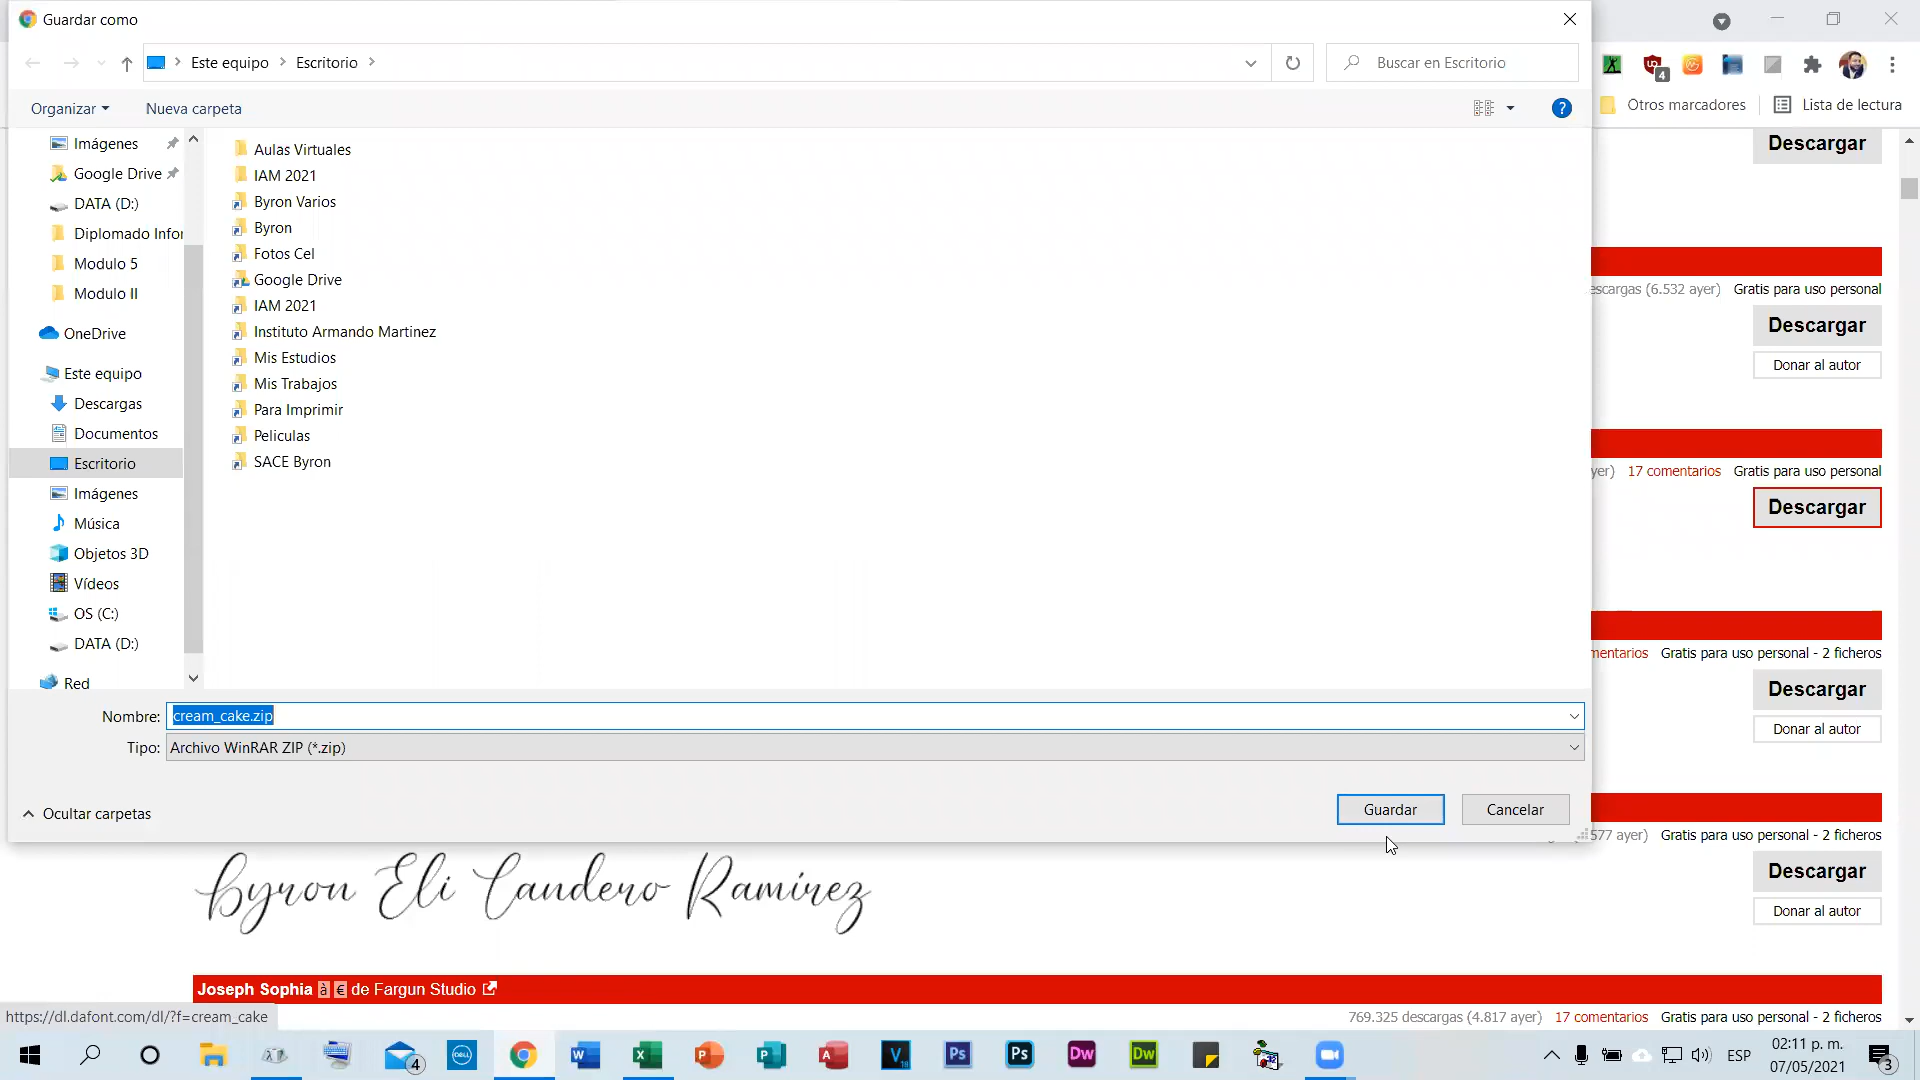 Guardar como
Este equipo
Escritorio
Buscar en Escritorio
Organizar
Nueva carpeta
?
4
Otros marcadores
Lista de lectura
Imágenes
Google Drive
DATA (D:)
Diplomado Infor
Modulo 5
Modulo II
OneDrive
Este equipo
Descargas
Documentos
Escritorio
Imágenes
Música
Objetos 3D
Vídeos
OS (C:)
DATA (D:)
Red
Aulas Virtuales
IAM 2021
Byron Varios
Byron
Fotos Cel
Google Drive
IAM 2021
Instituto Armando Martinez
Mis Estudios
Mis Trabajos
Para Imprimir
Peliculas
SACE Byron
Nombre: cream_cake.zip
Tipo: Archivo WinRAR ZIP (*.zip)
Ocultar carpetas
Guardar
Cancelar
Descargar
escargas (6.532 ayer) Gratis para uso personal
Descargar
Donar al autor
yer) 17 comentarios Gratis para uso personal
Descargar
mentarios Gratis para uso personal - 2 ficheros
Descargar
Donar al autor
577 ayer) Gratis para uso personal - 2 ficheros
Descargar
Donar al autor
Byron Eli Candero Ramirez
Joseph Sophia à € de Fargun Studio
769.325 descargas (4.817 ayer) 17 comentarios Gratis para uso personal - 2 ficheros
https://dl.dafont.com/dl/?f=cream_cake
4
DELL
ESP
02:11 p. m.
07/05/2021
3